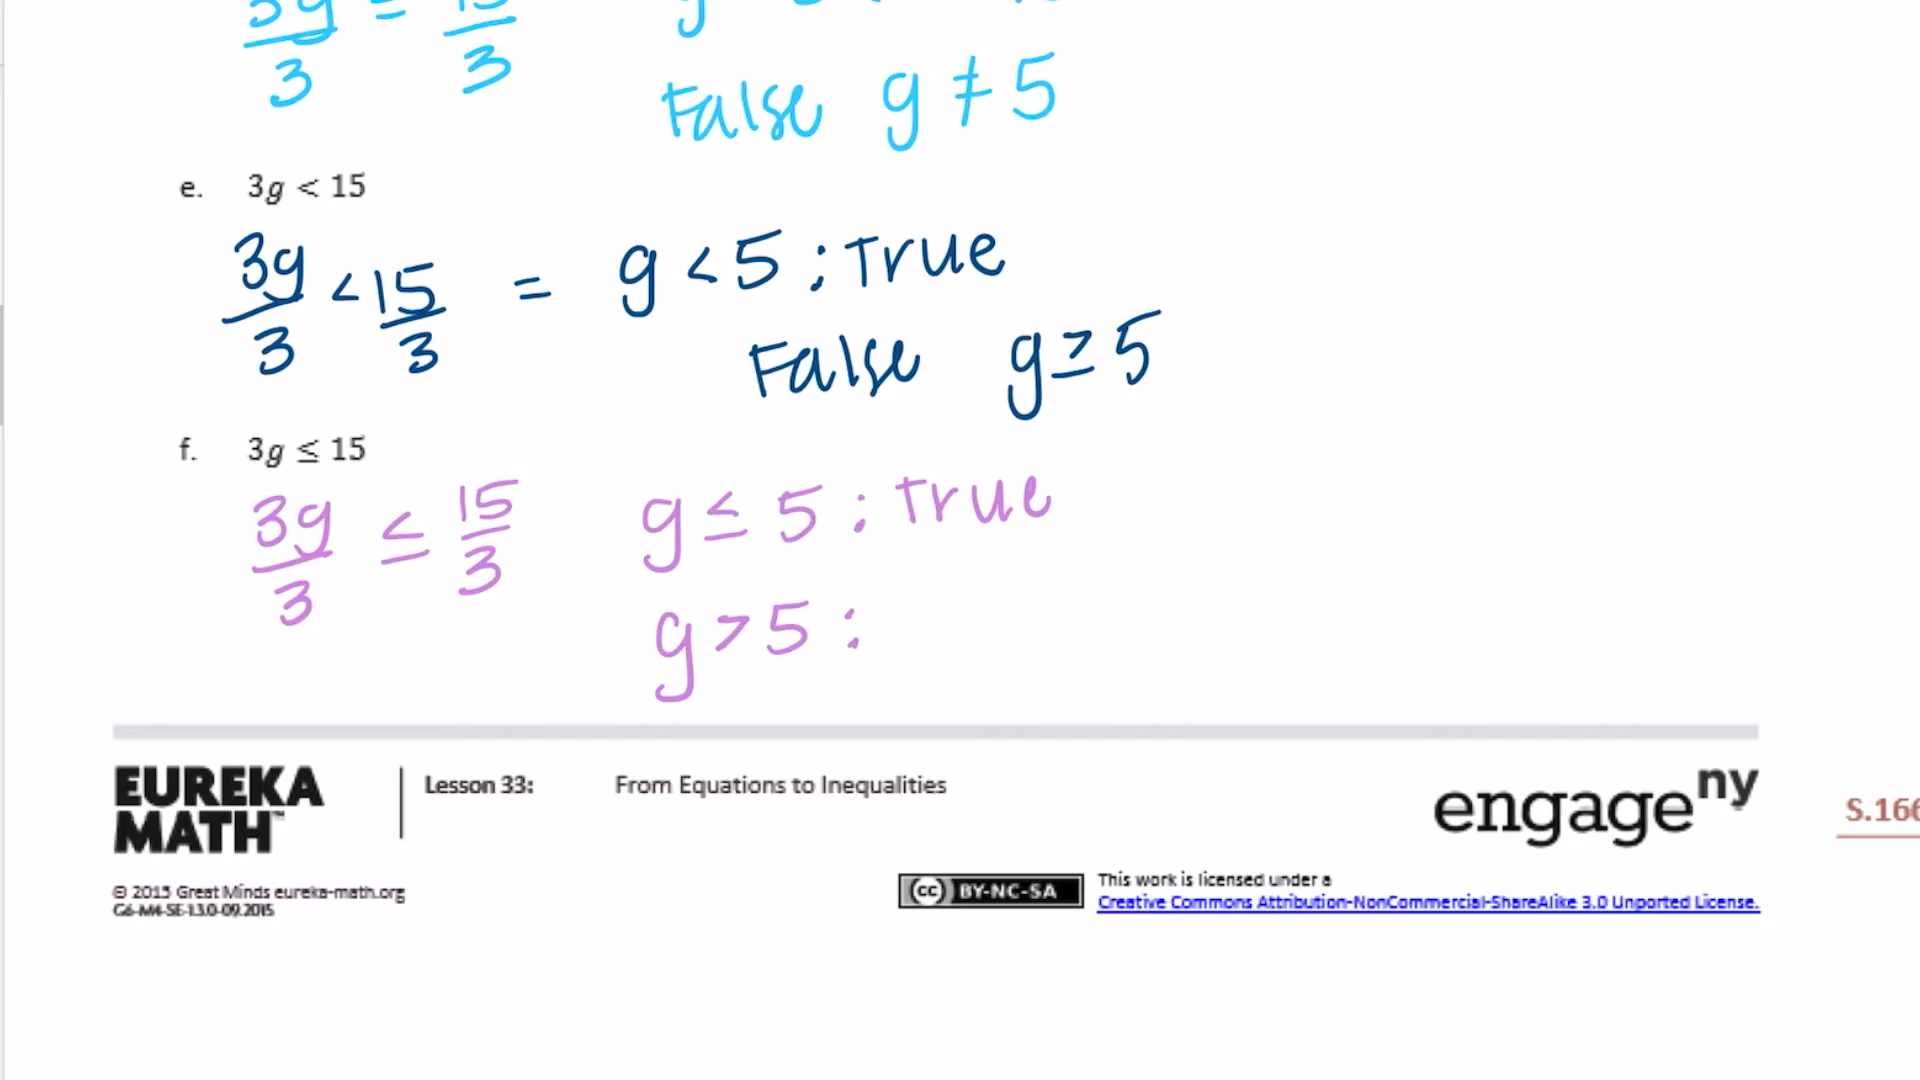 3g/3 = 15/3
False g ≠ 5
e. 3g < 15
3g/3 < 15/3 = g < 5 ; True
False g ≥ 5
f. 3g ≤ 15
3g/3 ≤ 15/3 g ≤ 5 ; True
g > 5 :
EUREKA MATH™
Lesson 33: From Equations to Inequalities
engage ny
S.166
© 2015 Great Minds eureka-math.org
G6-M4-SE-1.3.0-09.2015
cc BY-NC-SA
This work is licensed under a
Creative Commons Attribution-NonCommercial-ShareAlike 3.0 Unported License.